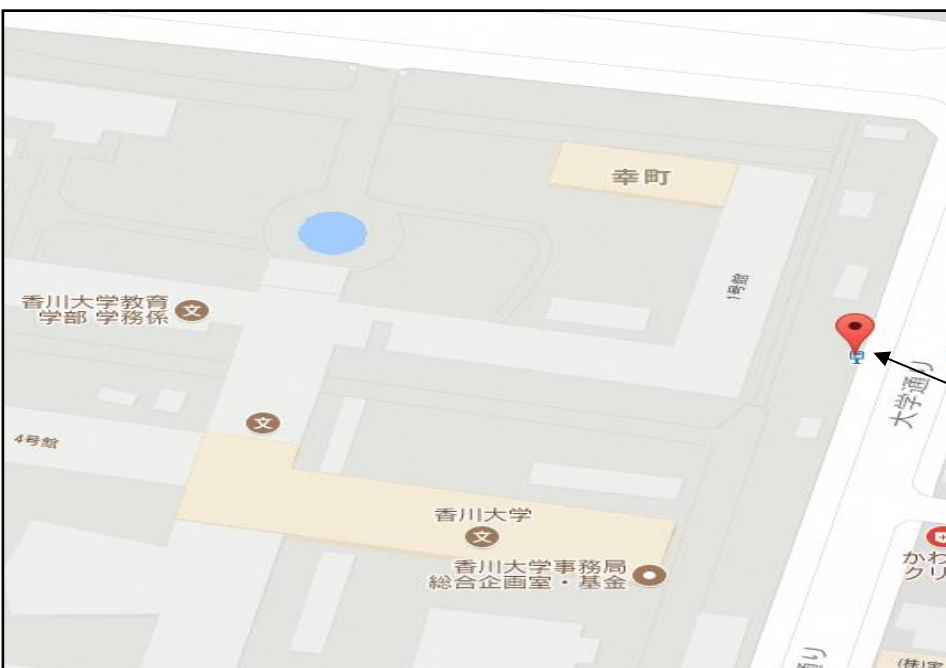 幸町
1号館
香川大学教育
学部 学務係
大学通り
4号館
香川大学
香川大学事務局
総合企画室・基金
かわ
クリ
通り